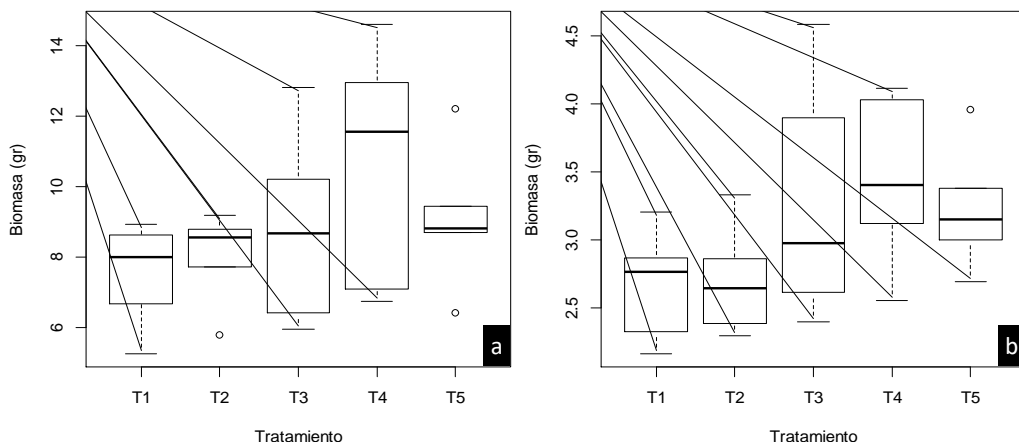 Biomasa (gr)
14
12
10
8
6
T1 T2 T3 T4 T5
Tratamiento
a
Biomasa (gr)
4.5
4.0
3.5
3.0
2.5
T1 T2 T3 T4 T5
Tratamiento
b